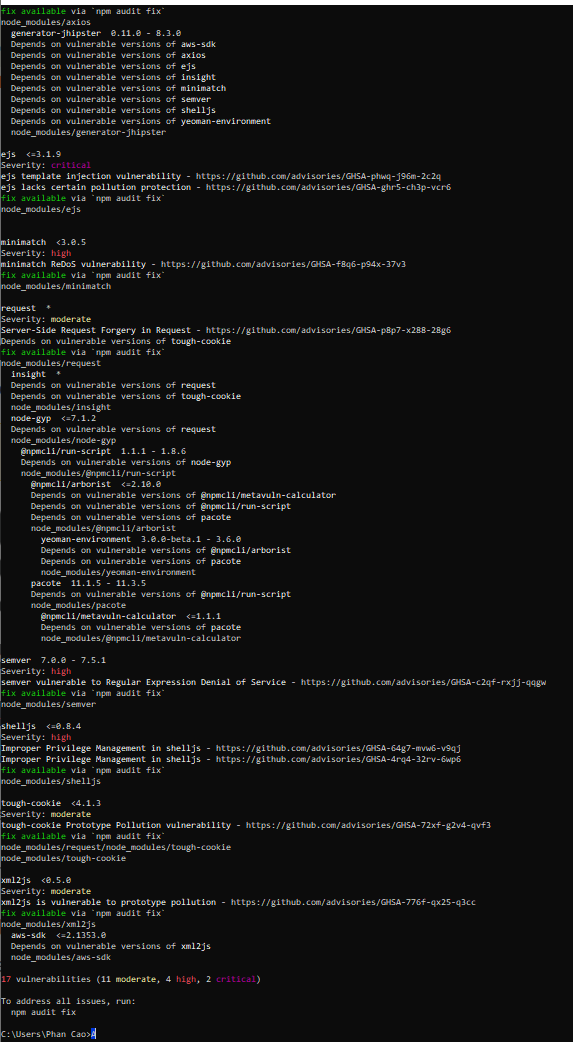 fix available via `npm audit fix`
node_modules/axios
  generator-jhipster  0.11.0 - 8.3.0
  Depends on vulnerable versions of aws-sdk
  Depends on vulnerable versions of axios
  Depends on vulnerable versions of ejs
  Depends on vulnerable versions of insight
  Depends on vulnerable versions of minimatch
  Depends on vulnerable versions of semver
  Depends on vulnerable versions of shelljs
  Depends on vulnerable versions of yeoman-environment
  node_modules/generator-jhipster

ejs  <=3.1.9
Severity: critical
ejs template injection vulnerability - https://github.com/advisories/GHSA-phwq-j96m-2c2q
ejs lacks certain pollution protection - https://github.com/advisories/GHSA-ghr5-ch3p-vcr6
fix available via `npm audit fix`
node_modules/ejs


minimatch  <3.0.5
Severity: high
minimatch ReDoS vulnerability - https://github.com/advisories/GHSA-f8q6-p94x-37v3
fix available via `npm audit fix`
node_modules/minimatch

request  *
Severity: moderate
Server-Side Request Forgery in Request - https://github.com/advisories/GHSA-p8p7-x288-28g6
Depends on vulnerable versions of tough-cookie
fix available via `npm audit fix`
node_modules/request
  insight  *
  Depends on vulnerable versions of request
  Depends on vulnerable versions of tough-cookie
  node_modules/insight
  node-gyp  <=7.1.2
  Depends on vulnerable versions of request
  node_modules/node-gyp
    @npmcli/run-script  1.1.1 - 1.8.6
    Depends on vulnerable versions of node-gyp
    node_modules/@npmcli/run-script
      @npmcli/arborist  <=2.10.0
      Depends on vulnerable versions of @npmcli/metavuln-calculator
      Depends on vulnerable versions of @npmcli/run-script
      Depends on vulnerable versions of pacote
      node_modules/@npmcli/arborist
        yeoman-environment  3.0.0-beta.1 - 3.6.0
        Depends on vulnerable versions of @npmcli/arborist
        Depends on vulnerable versions of pacote
        node_modules/yeoman-environment
      pacote  11.1.5 - 11.3.5
      Depends on vulnerable versions of @npmcli/run-script
      node_modules/pacote
        @npmcli/metavuln-calculator  <=1.1.1
        Depends on vulnerable versions of pacote
        node_modules/@npmcli/metavuln-calculator

semver  7.0.0 - 7.5.1
Severity: high
semver vulnerable to Regular Expression Denial of Service - https://github.com/advisories/GHSA-c2qf-rxjj-qqgw
fix available via `npm audit fix`
node_modules/semver

shelljs  <=0.8.4
Severity: high
Improper Privilege Management in shelljs - https://github.com/advisories/GHSA-64g7-mvw6-v9qj
Improper Privilege Management in shelljs - https://github.com/advisories/GHSA-4rq4-32rv-6wp6
fix available via `npm audit fix`
node_modules/shelljs

tough-cookie  <4.1.3
Severity: moderate
tough-cookie Prototype Pollution vulnerability - https://github.com/advisories/GHSA-72xf-g2v4-qvf3
fix available via `npm audit fix`
node_modules/request/node_modules/tough-cookie
node_modules/tough-cookie

xml2js  <0.5.0
Severity: moderate
xml2js is vulnerable to prototype pollution - https://github.com/advisories/GHSA-776f-qx25-q3cc
fix available via `npm audit fix`
node_modules/xml2js
  aws-sdk  <=2.1353.0
  Depends on vulnerable versions of xml2js
  node_modules/aws-sdk

17 vulnerabilities (11 moderate, 4 high, 2 critical)

To address all issues, run:
  npm audit fix

C:\Users\Phan Cao>A